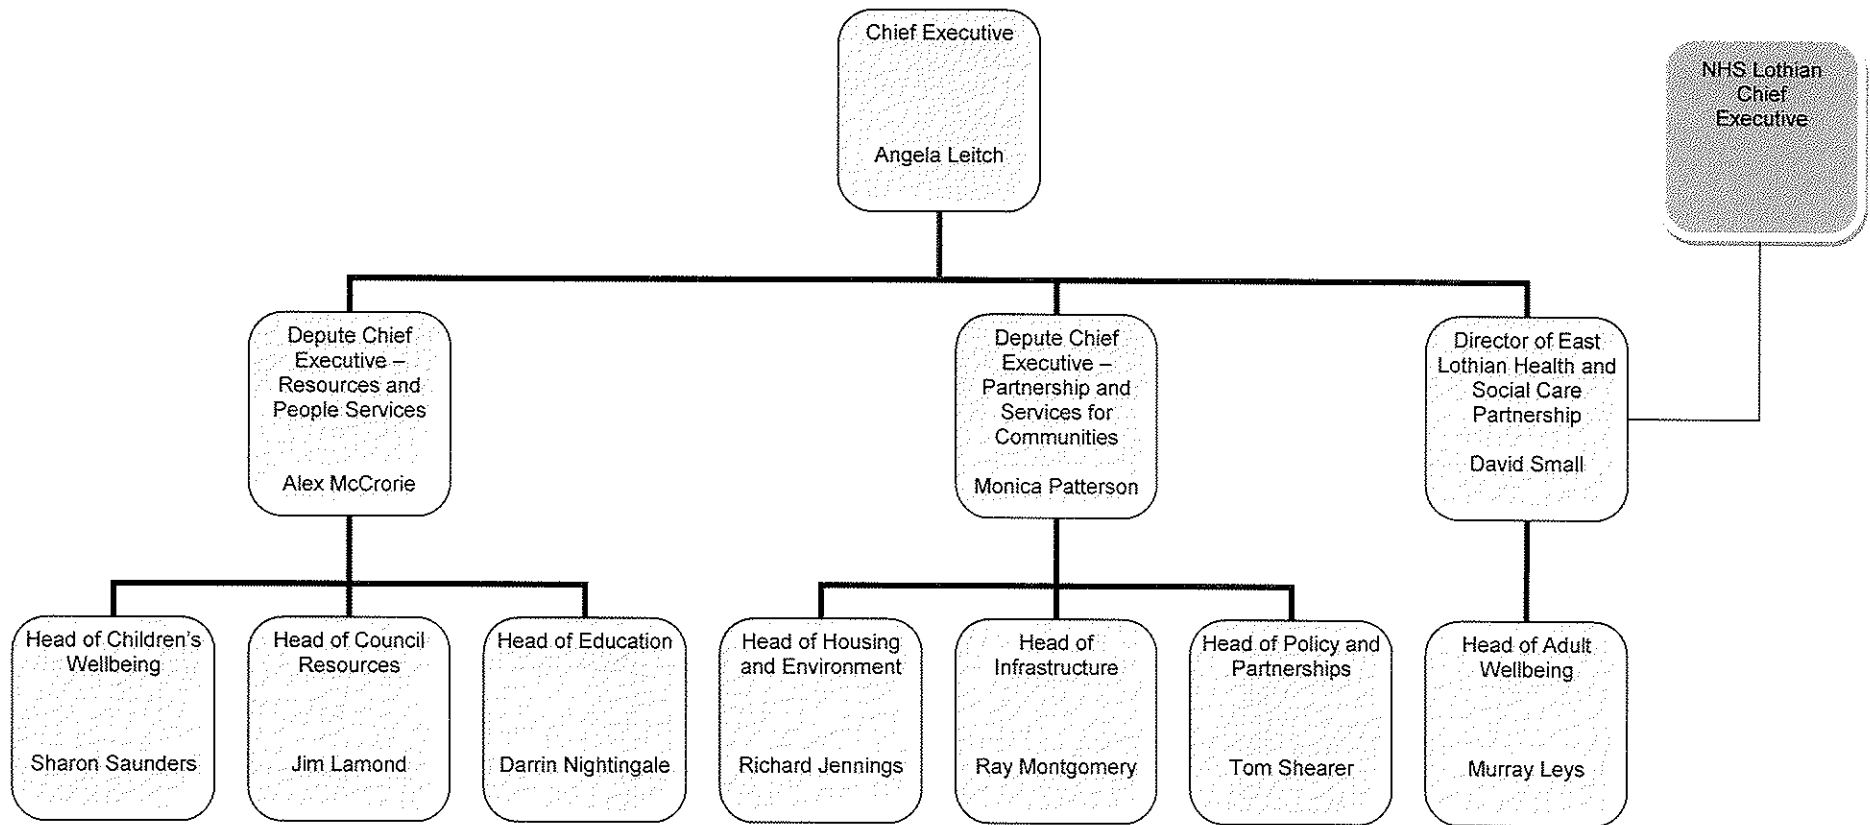 Chief Executive
Angela Leitch
NHS Lothian
Chief
Executive
Depute Chief
Executive –
Resources and
People Services
Alex McCrorie
Depute Chief
Executive –
Partnership and
Services for
Communities
Monica Patterson
Director of East
Lothian Health and
Social Care
Partnership
David Small
Head of Children's
Wellbeing
Sharon Saunders
Head of Council
Resources
Jim Lamond
Head of Education
Darrin Nightingale
Head of Housing
and Environment
Richard Jennings
Head of
Infrastructure
Ray Montgomery
Head of Policy and
Partnerships
Tom Shearer
Head of Adult
Wellbeing
Murray Leys